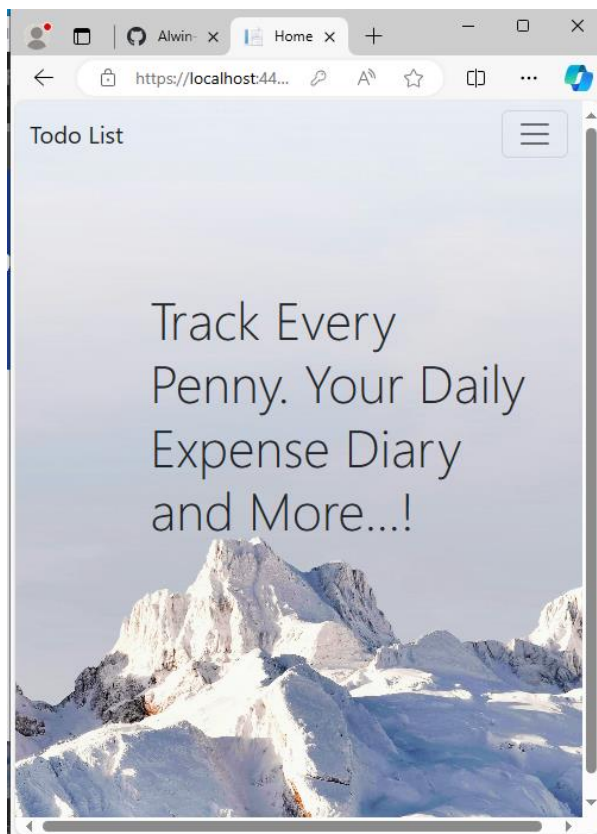 Alwin-
Home
https://localhost:44...
Todo List
Track Every
Penny. Your Daily
Expense Diary
and More...!